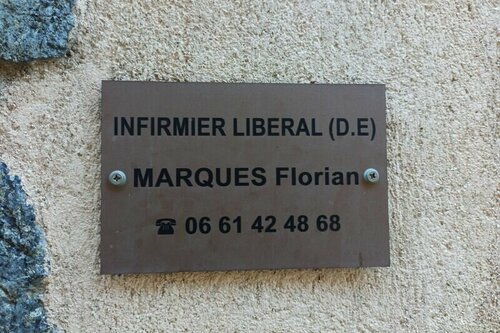 INFIRMIER LIBERAL (D.E)
MARQUES Florian
☎ 06 61 42 48 68